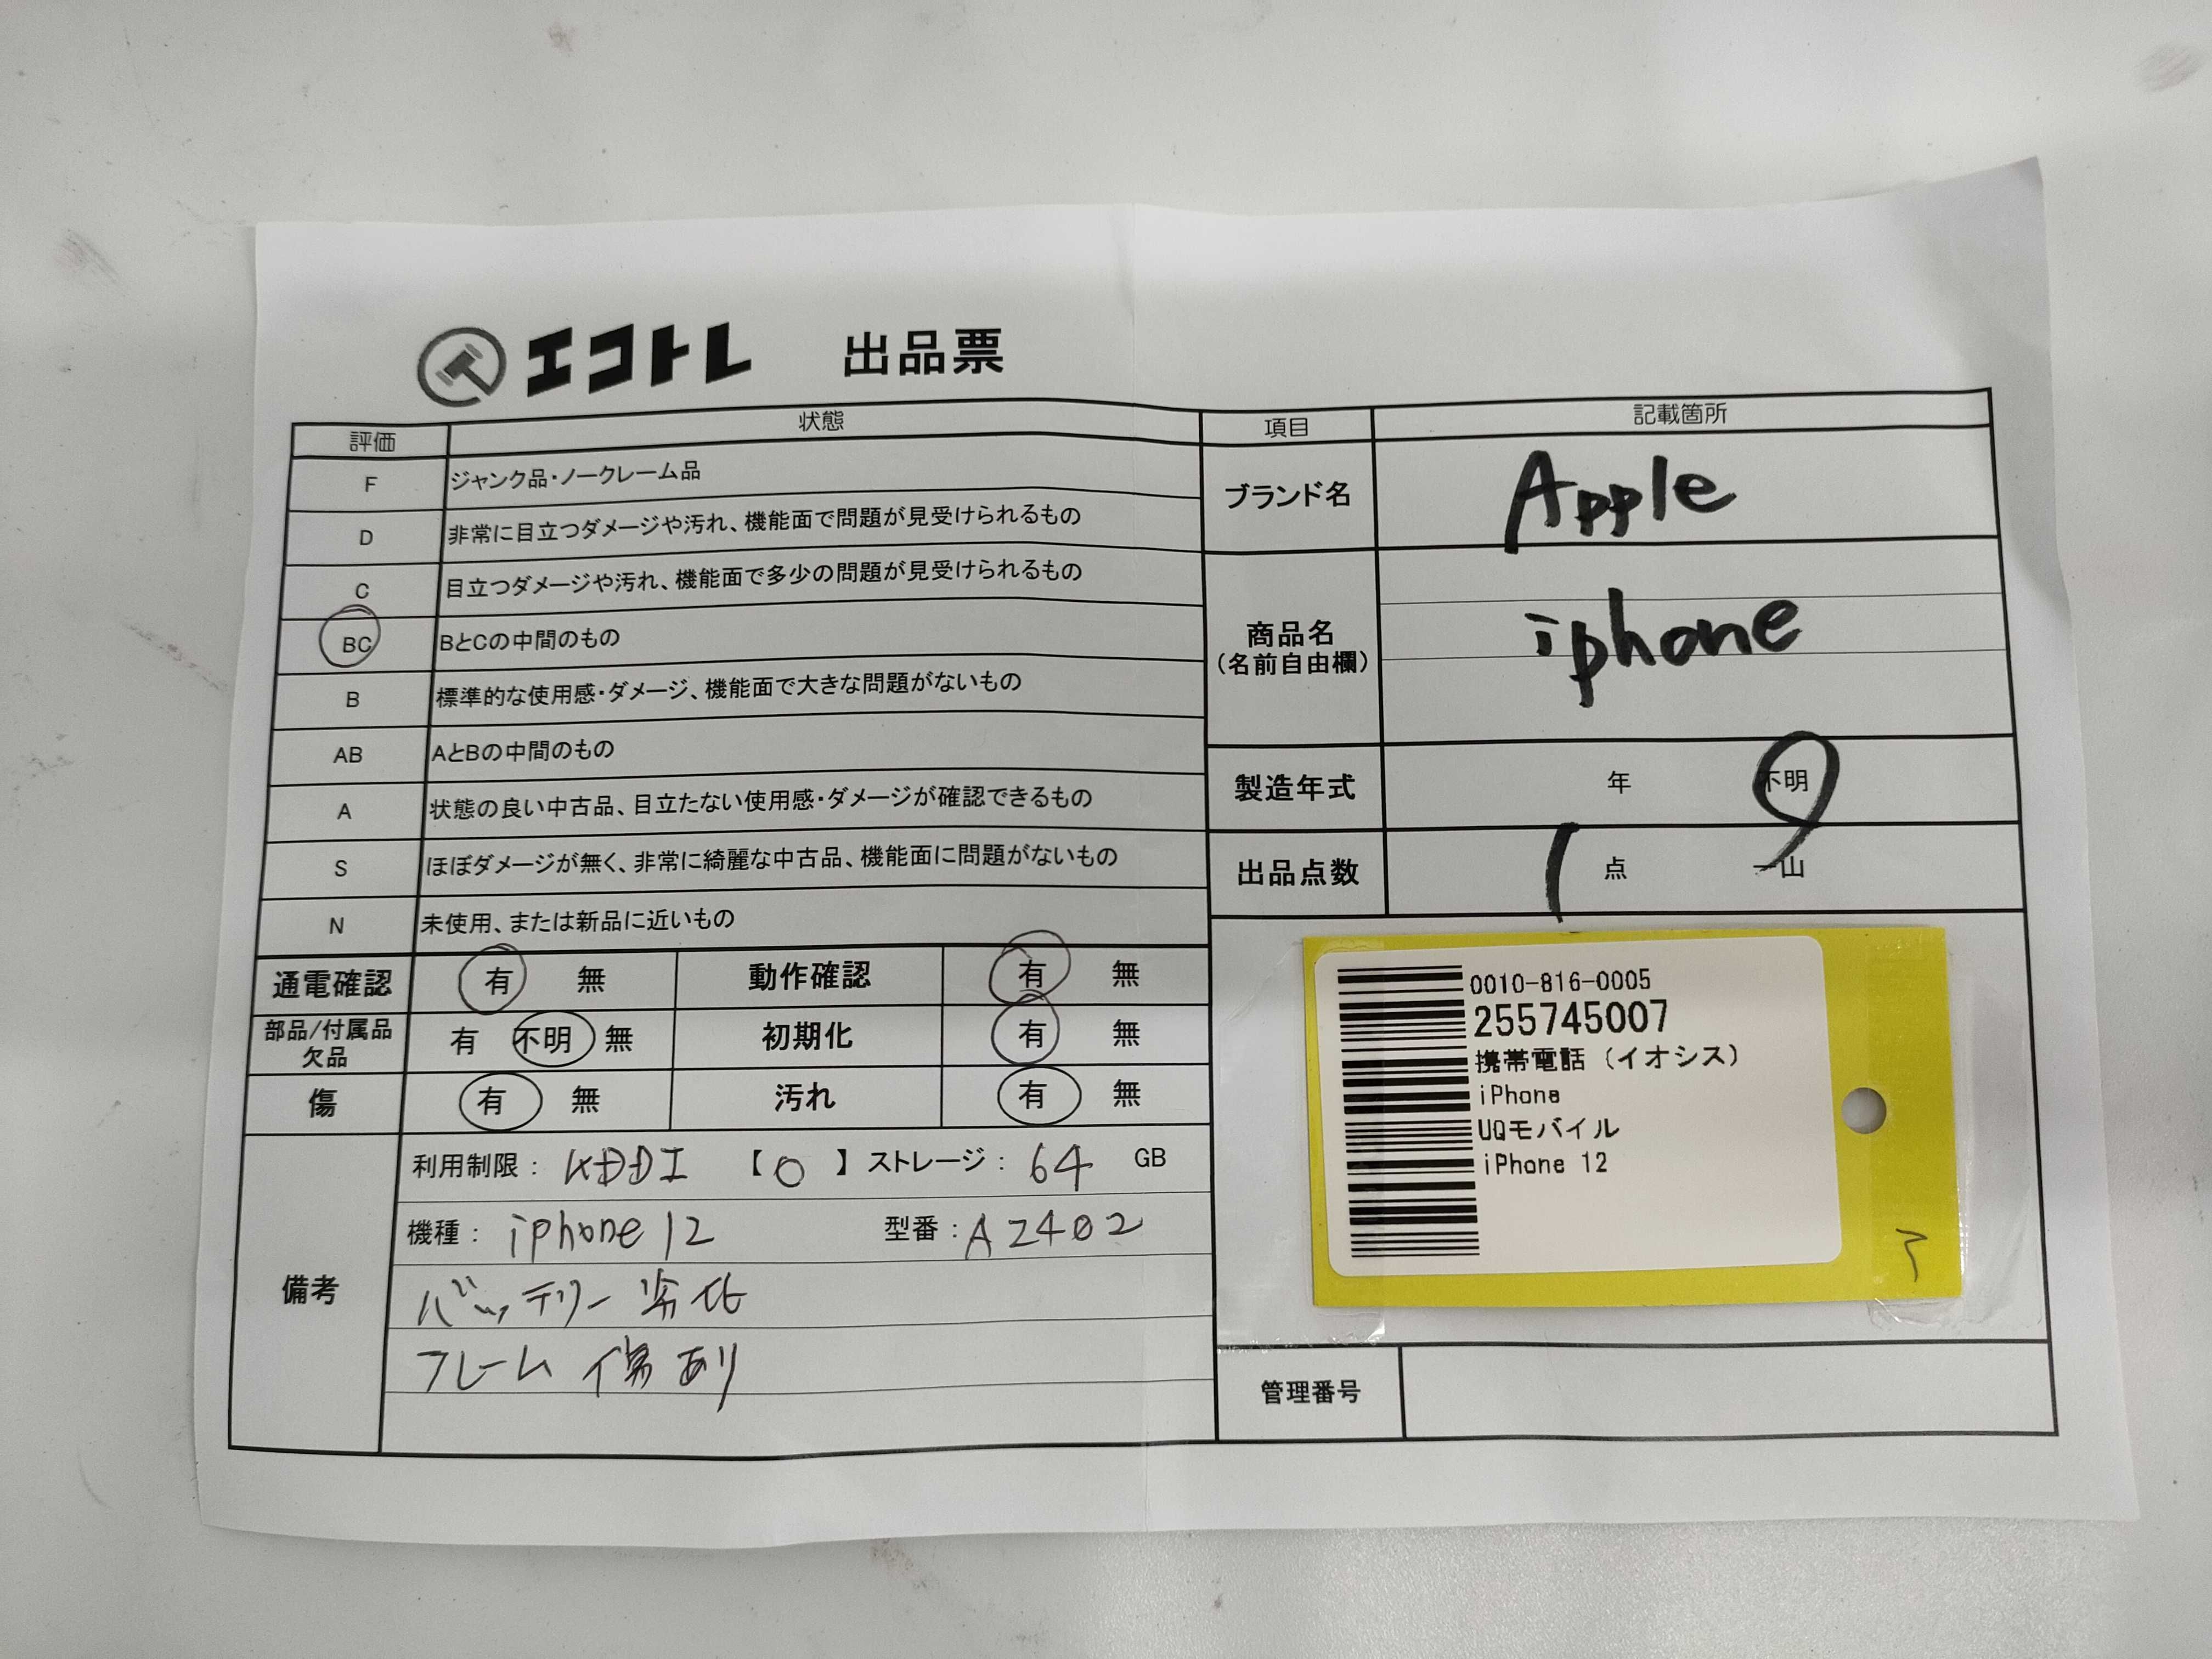 エコトレ 出品票
評価 状態
F ジャンク品・ノークレーム品
D 非常に目立つダメージや汚れ、機能面で問題が見受けられるもの
C 目立つダメージや汚れ、機能面で多少の問題が見受けられるもの
BC BとCの中間のもの
B 標準的な使用感・ダメージ、機能面で大きな問題がないもの
AB AとBの中間のもの
A 状態の良い中古品、目立たない使用感・ダメージが確認できるもの
S ほぼダメージが無く、非常に綺麗な中古品、機能面に問題がないもの
N 未使用、または新品に近いもの
通電確認 有 無 動作確認 有 無
部品/付属品
欠品 有 不明 無 初期化 有 無
傷 有 無 汚れ 有 無
備考
利用制限: KDDI 【○】ストレージ: 64 GB
機種: iphone12 型番: A2402
バッテリー劣化
フレーム傷あり
項目 記載箇所
ブランド名 Apple
商品名
(名前自由欄) iphone
製造年式 年 不明
出品点数 1 点 一山
0010-816-0005
255745007
携帯電話 (イオシス)
iPhone
UQモバイル
iPhone 12
管理番号